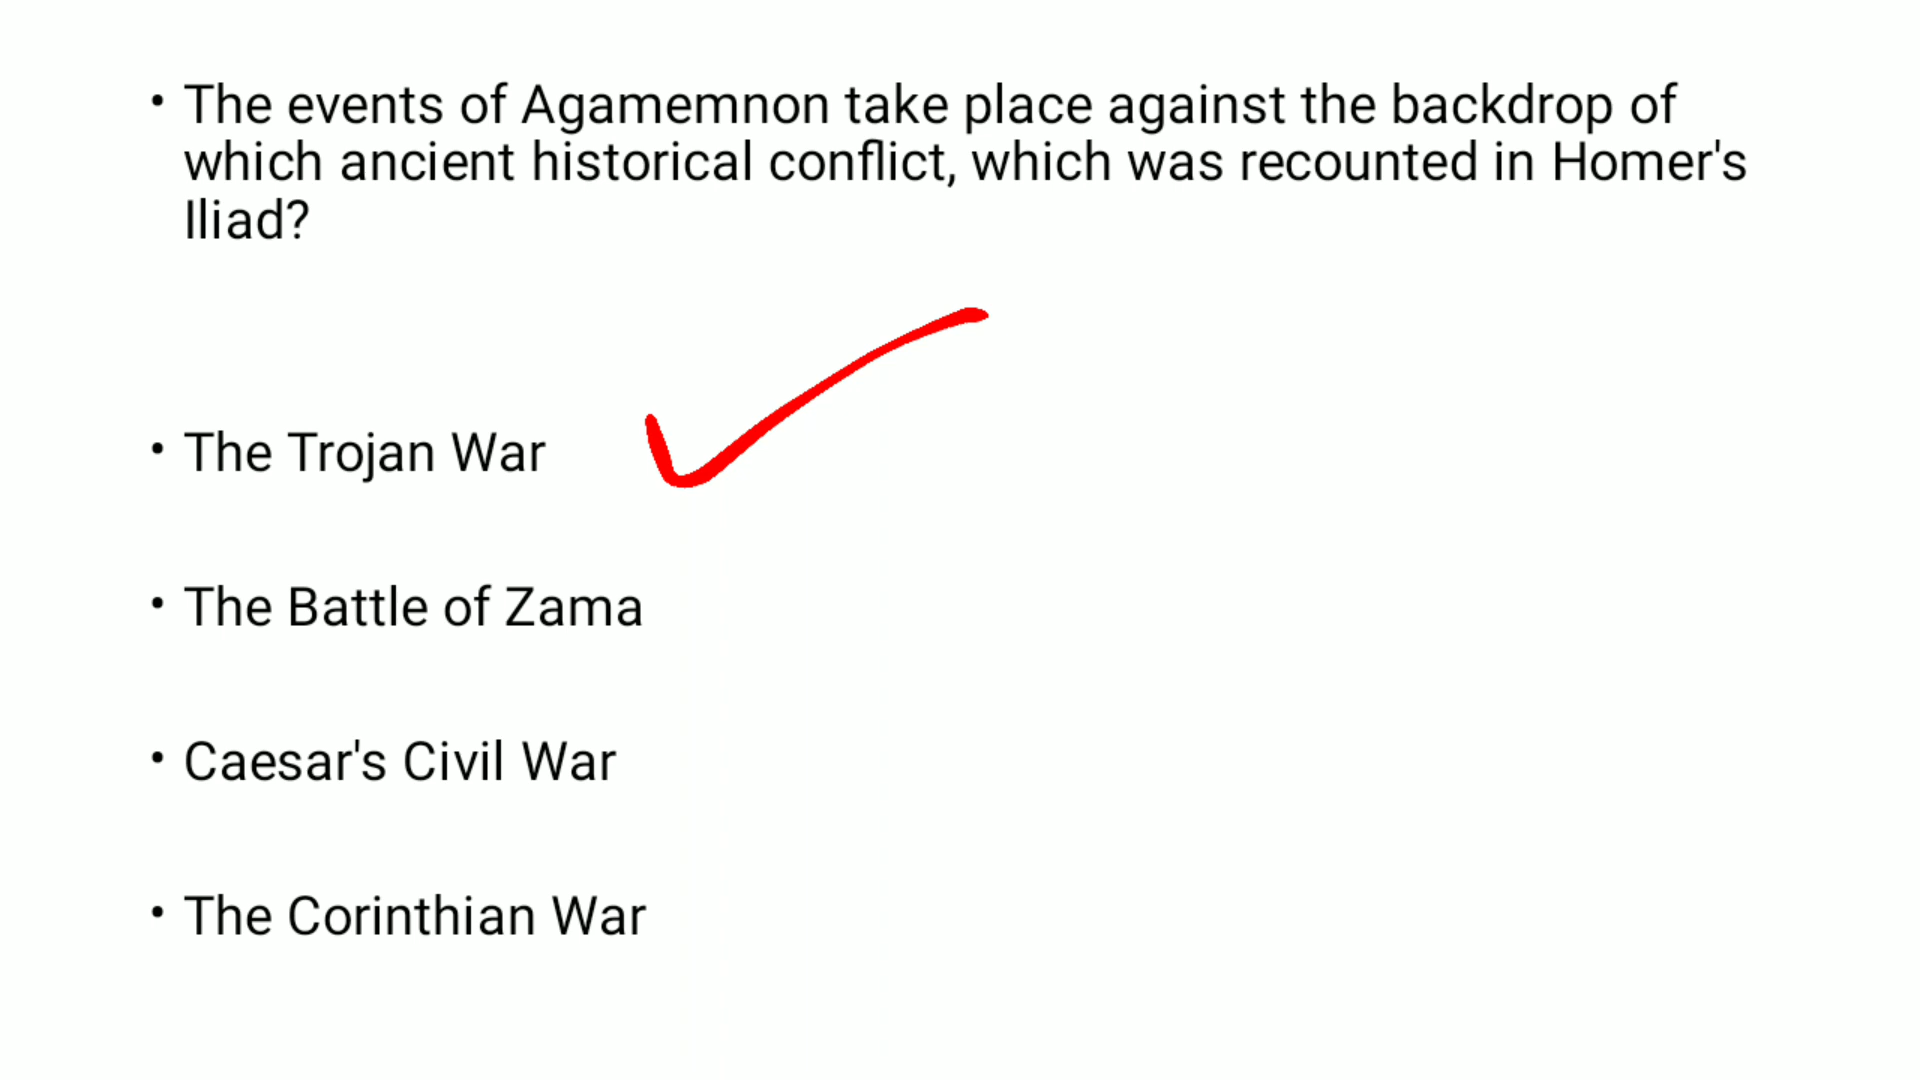 • The events of Agamemnon take place against the backdrop of
which ancient historical conflict, which was recounted in Homer's
Iliad?
• The Trojan War
• The Battle of Zama
• Caesar's Civil War
• The Corinthian War